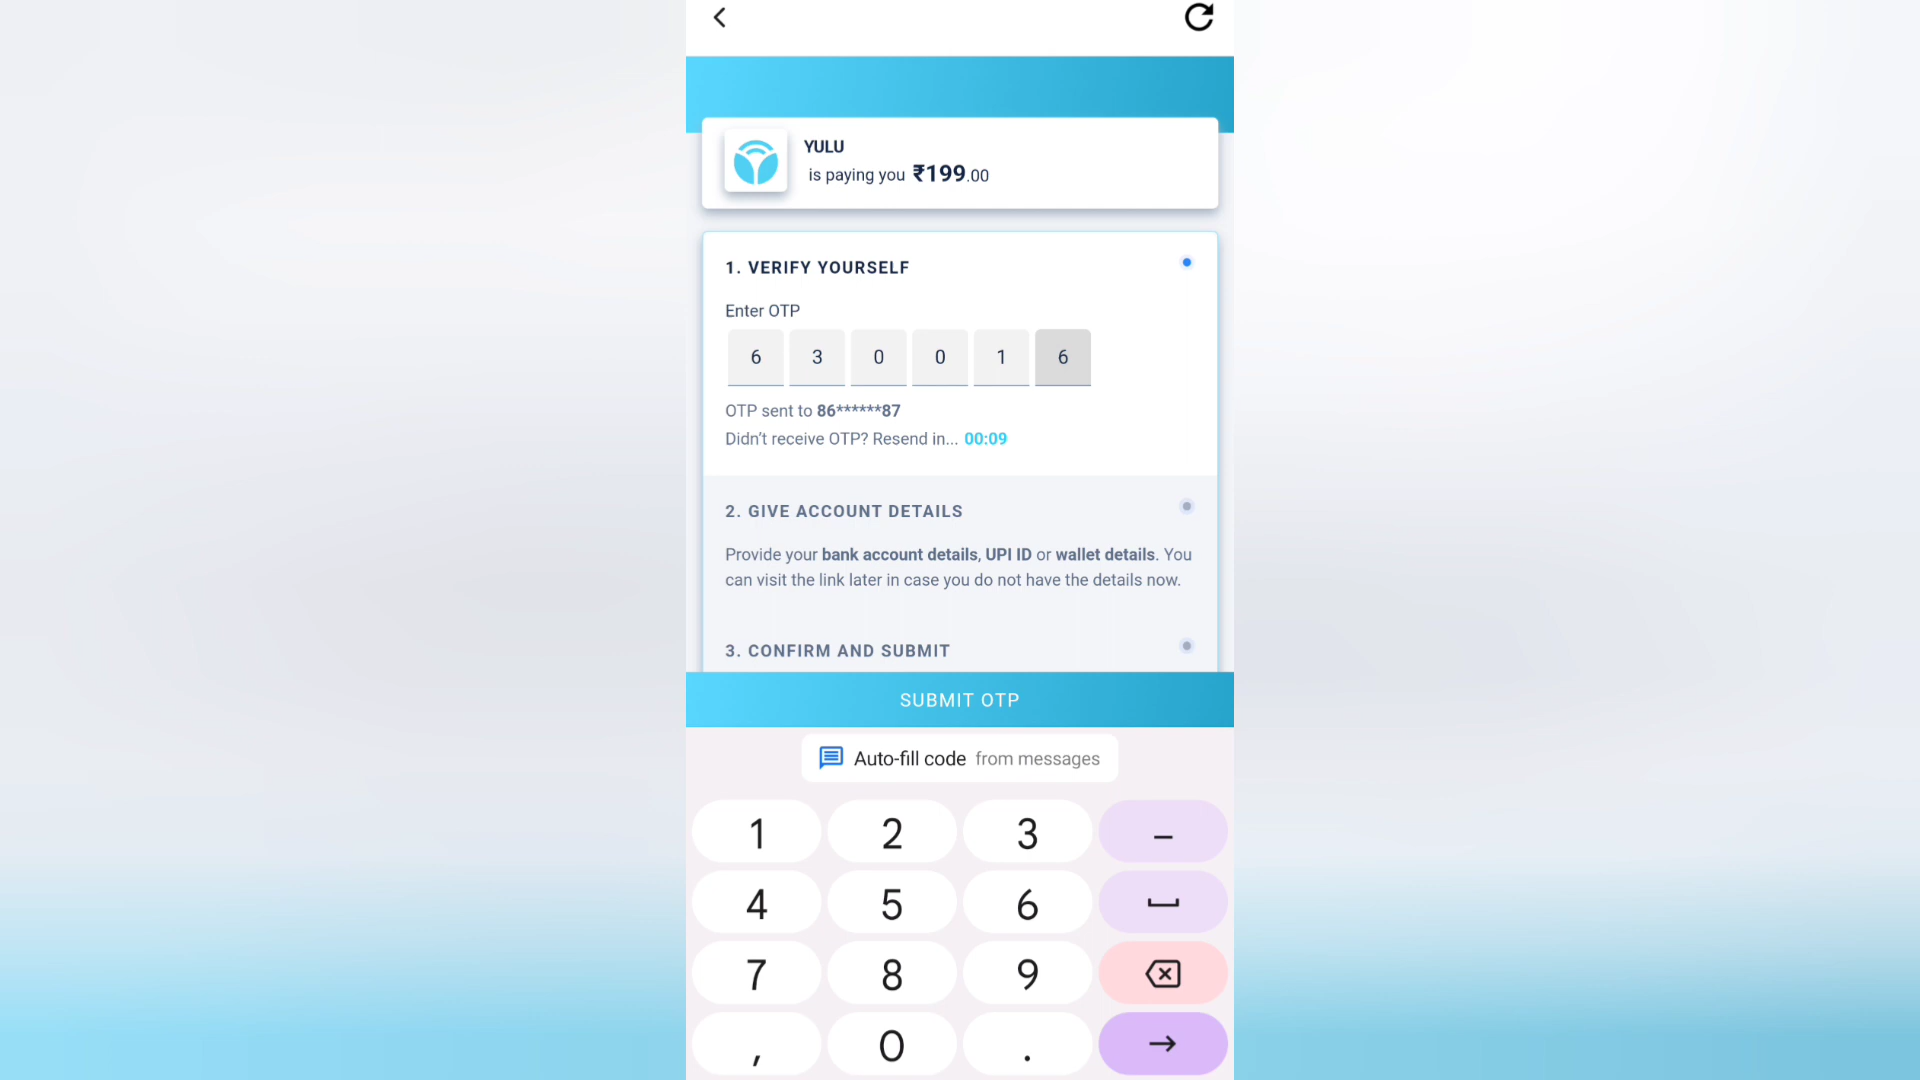 YULU
is paying you ₹199.00
1. VERIFY YOURSELF
Enter OTP
6 3 0 0 1 6
OTP sent to 86******87
Didn't receive OTP? Resend in... 00:09
2. GIVE ACCOUNT DETAILS
Provide your bank account details, UPI ID or wallet details. You
can visit the link later in case you do not have the details now.
3. CONFIRM AND SUBMIT
SUBMIT OTP
Auto-fill code from messages
1 2 3 –
4 5 6
7 8 9
, 0 .